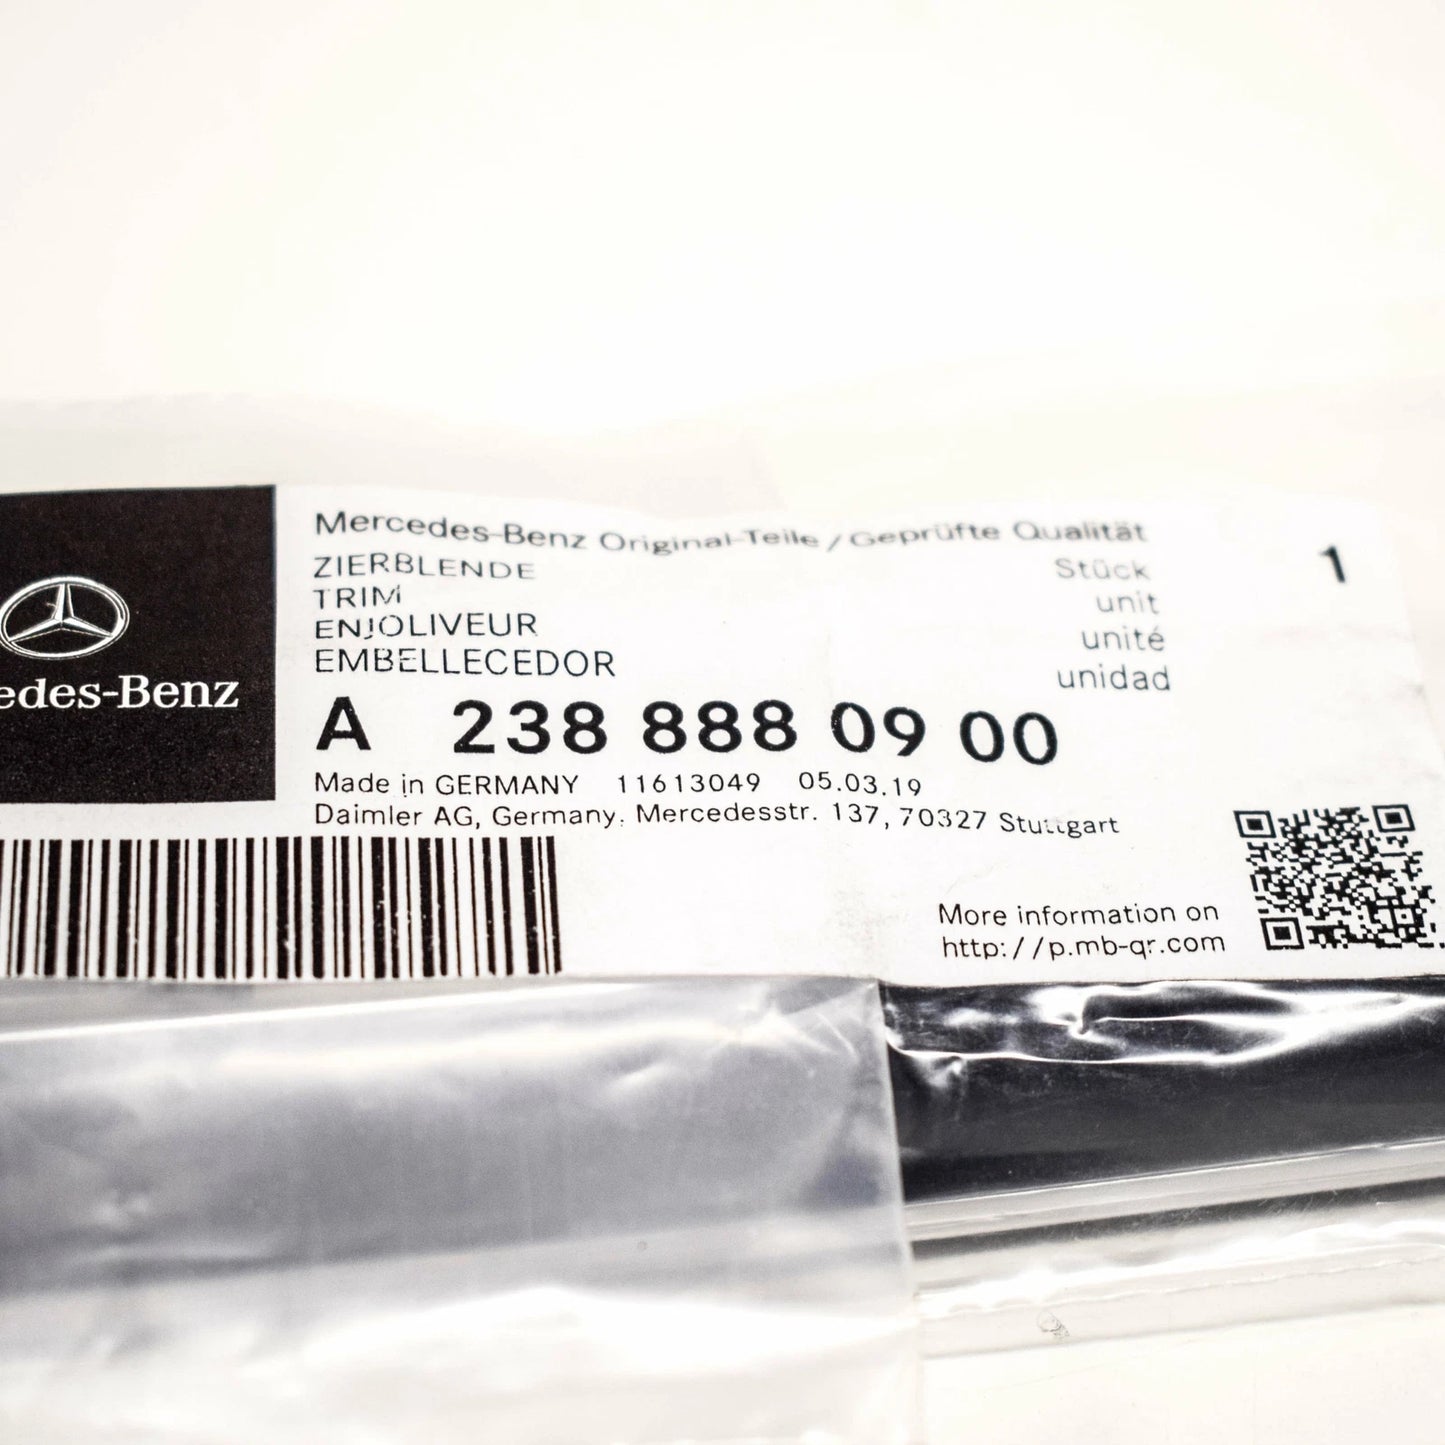 edes-Benz
Mercedes-Benz Original-Teile / Geprüfte Qualität
ZIERBLENDE Stück 1
TRIM unit
ENJOLIVEUR unité
EMBELLECEDOR unidad
A 238 888 09 00
Made in GERMANY 11613049 05.03.19
Daimler AG, Germany. Mercedesstr. 137, 70327 Stuttgart
More information on
http://p.mb-qr.com